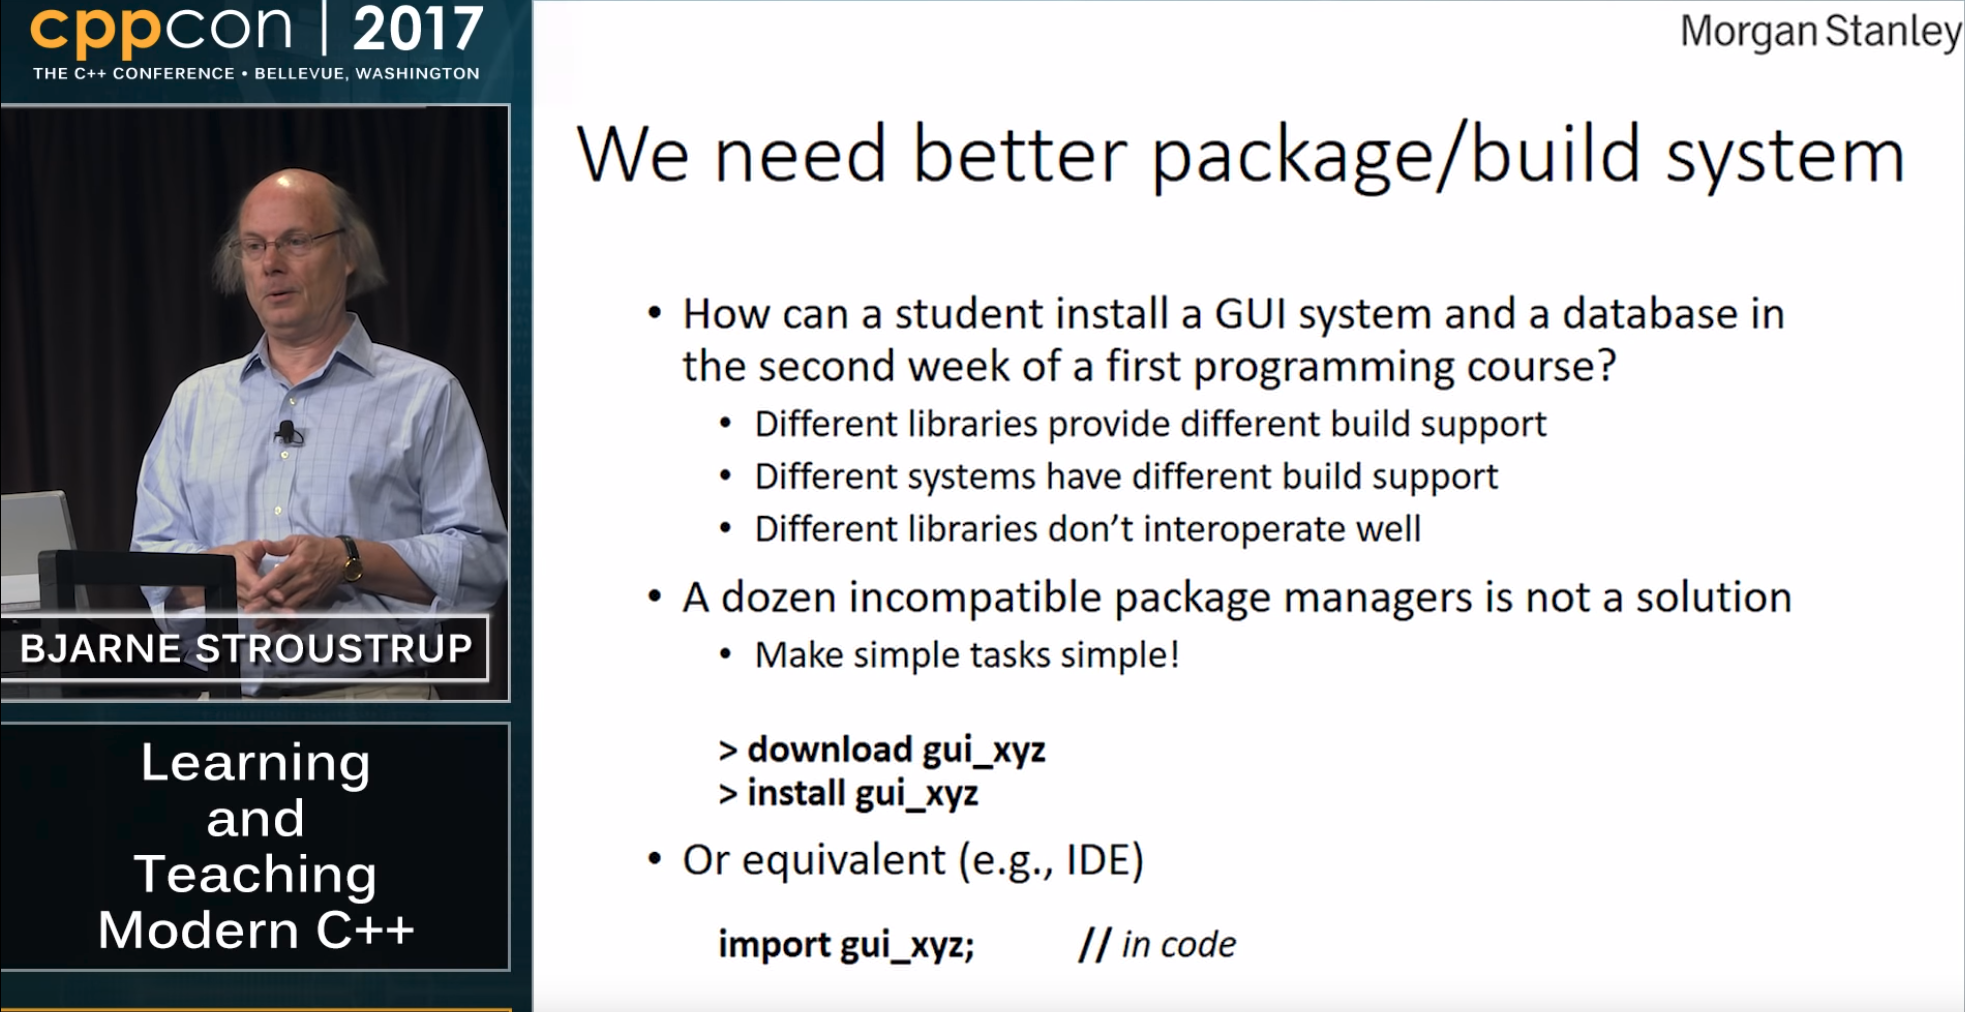 cppcon | 2017
THE C++ CONFERENCE • BELLEVUE, WASHINGTON
BJARNE STROUSTRUP
Learning
and
Teaching
Modern C++
Morgan Stanley
We need better package/build system
• How can a student install a GUI system and a database in
the second week of a first programming course?
• Different libraries provide different build support
• Different systems have different build support
• Different libraries don’t interoperate well
• A dozen incompatible package managers is not a solution
• Make simple tasks simple!
> download gui_xyz
> install gui_xyz
• Or equivalent (e.g., IDE)
import gui_xyz; // in code